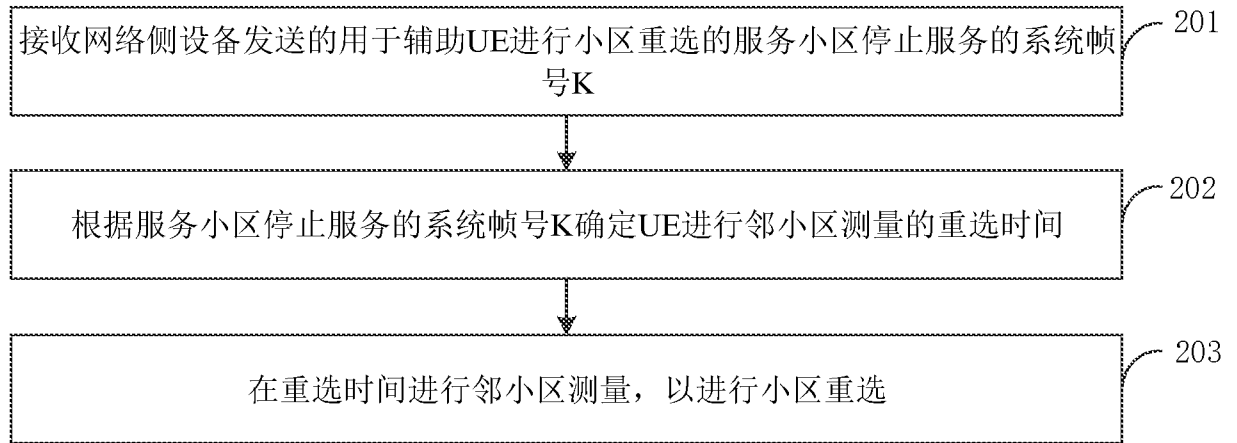 接收网络侧设备发送的用于辅助UE进行小区重选的服务小区停止服务的系统帧
号K
201
根据服务小区停止服务的系统帧号K确定UE进行邻小区测量的重选时间
202
在重选时间进行邻小区测量，以进行小区重选
203